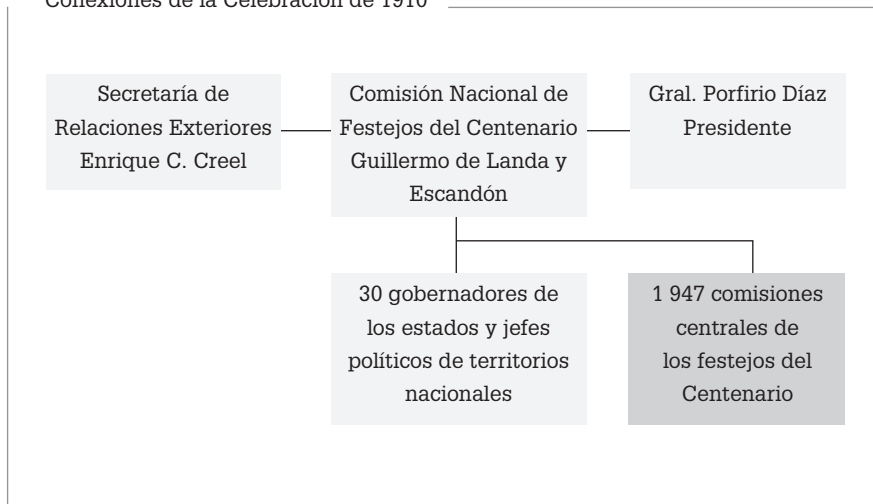 Conexiones de la Celebración de 1910
Secretaría de
Relaciones Exteriores
Enrique C. Creel
Comisión Nacional de
Festejos del Centenario
Guillermo de Landa y
Escandón
Gral. Porfirio Díaz
Presidente
30 gobernadores de
los estados y jefes
políticos de territorios
nacionales
1 947 comisiones
centrales de
los festejos del
Centenario